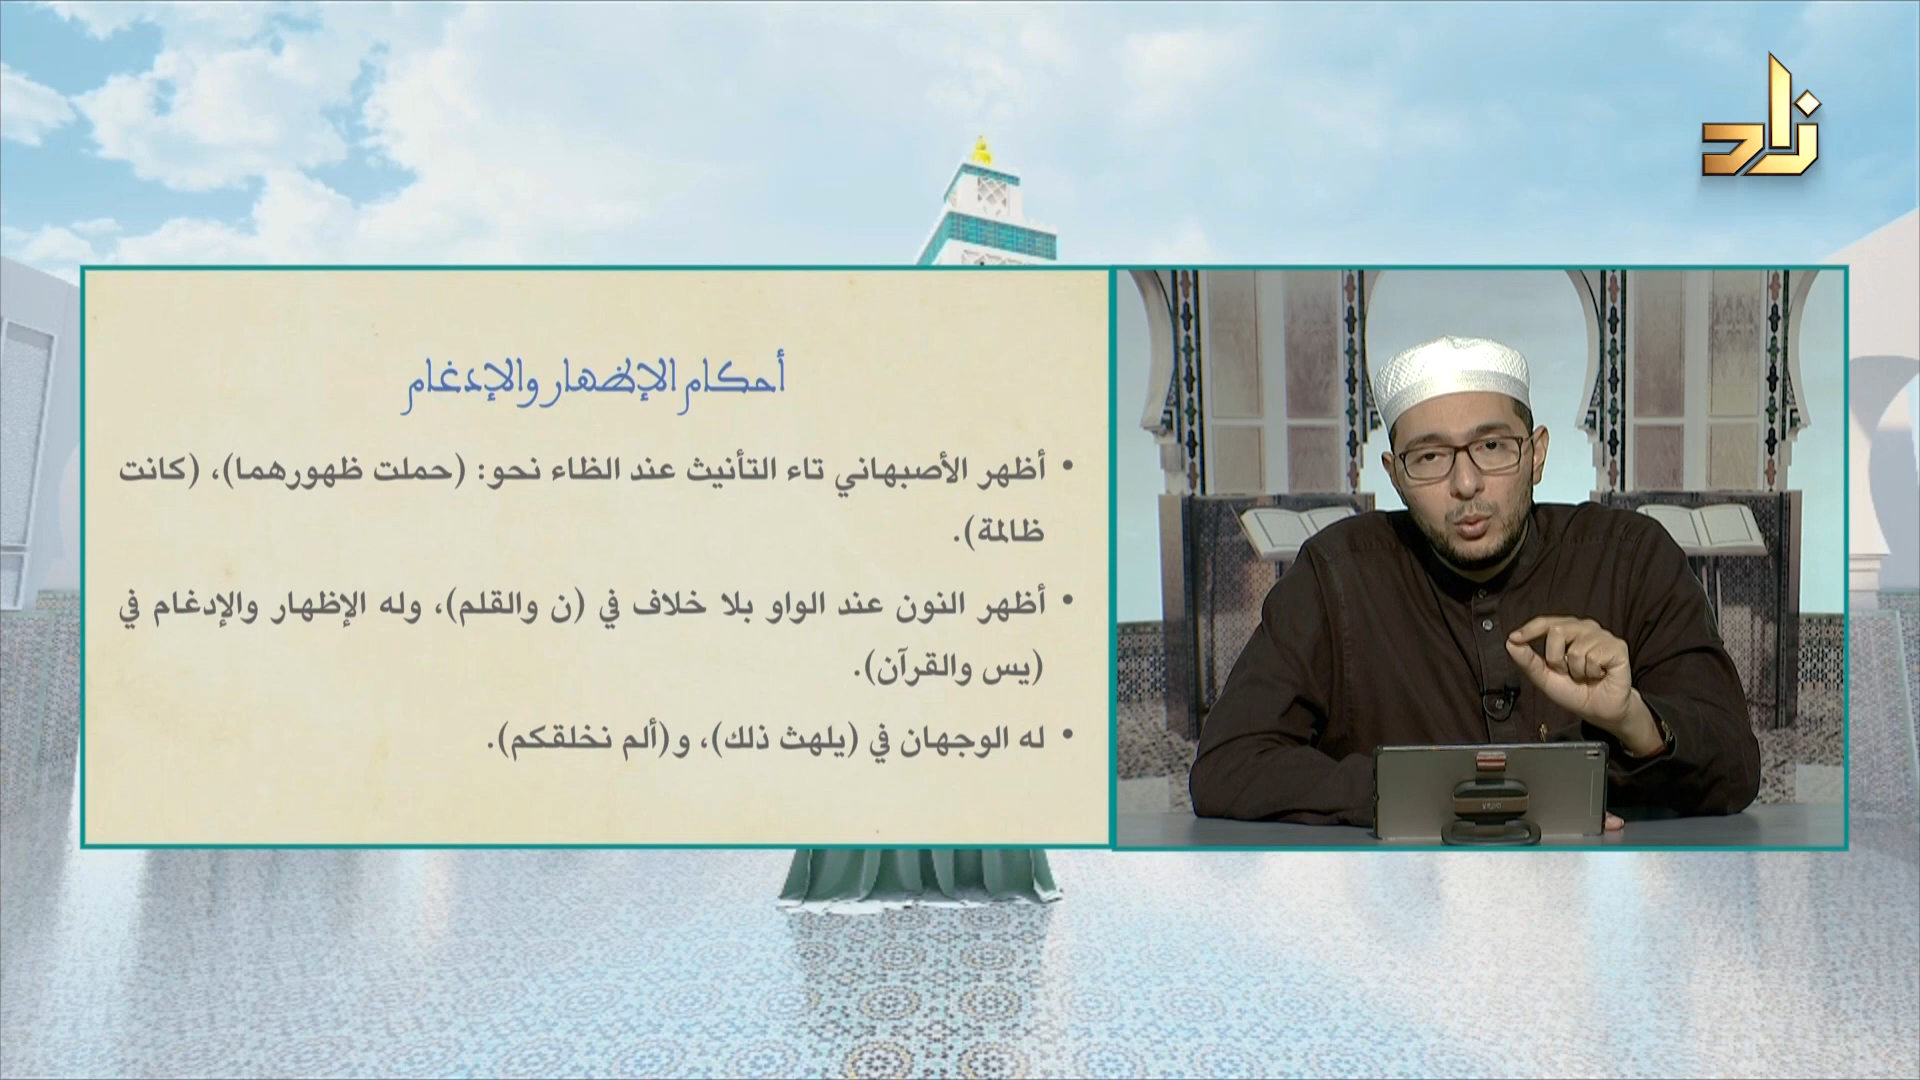 زاد
أحكام الإظهار والإدغام
• أظهر الأصبهاني تاء التأنيث عند الظاء نحو: (حملت ظهورهما)، (كانت
ظالمة).
• أظهر النون عند الواو بلا خلاف في (ن والقلم)، وله الإظهار والإدغام في
(يس والقرآن).
• له الوجهان في (يلهث ذلك)، و(ألم نخلقكم).